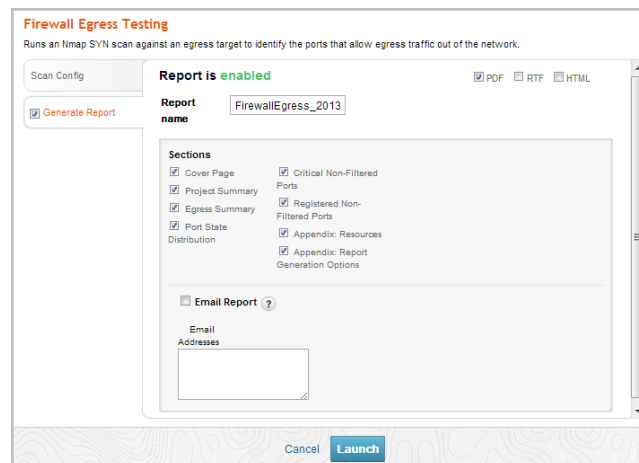 Firewall Egress Testing
Runs an Nmap SYN scan against an egress target to identify the ports that allow egress traffic out of the network.
Scan Config
Generate Report
Report is enabled
PDF RTF HTML
Report
name
FirewallEgress_2013
Sections
Cover Page
Project Summary
Egress Summary
Port State
Distribution
Critical Non-Filtered
Ports
Registered Non-
Filtered Ports
Appendix: Resources
Appendix: Report
Generation Options
Email Report ?
Email
Addresses
Cancel Launch